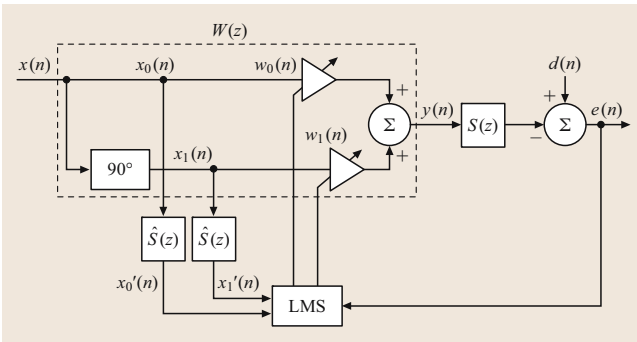 W(z)
x(n) x₀(n) w₀(n) d(n)
+ + e(n)
Σ y(n) S(z) Σ
w₁(n) −
x₁(n) +
90°
Ŝ(z) Ŝ(z)
x₀′(n) x₁′(n)
LMS